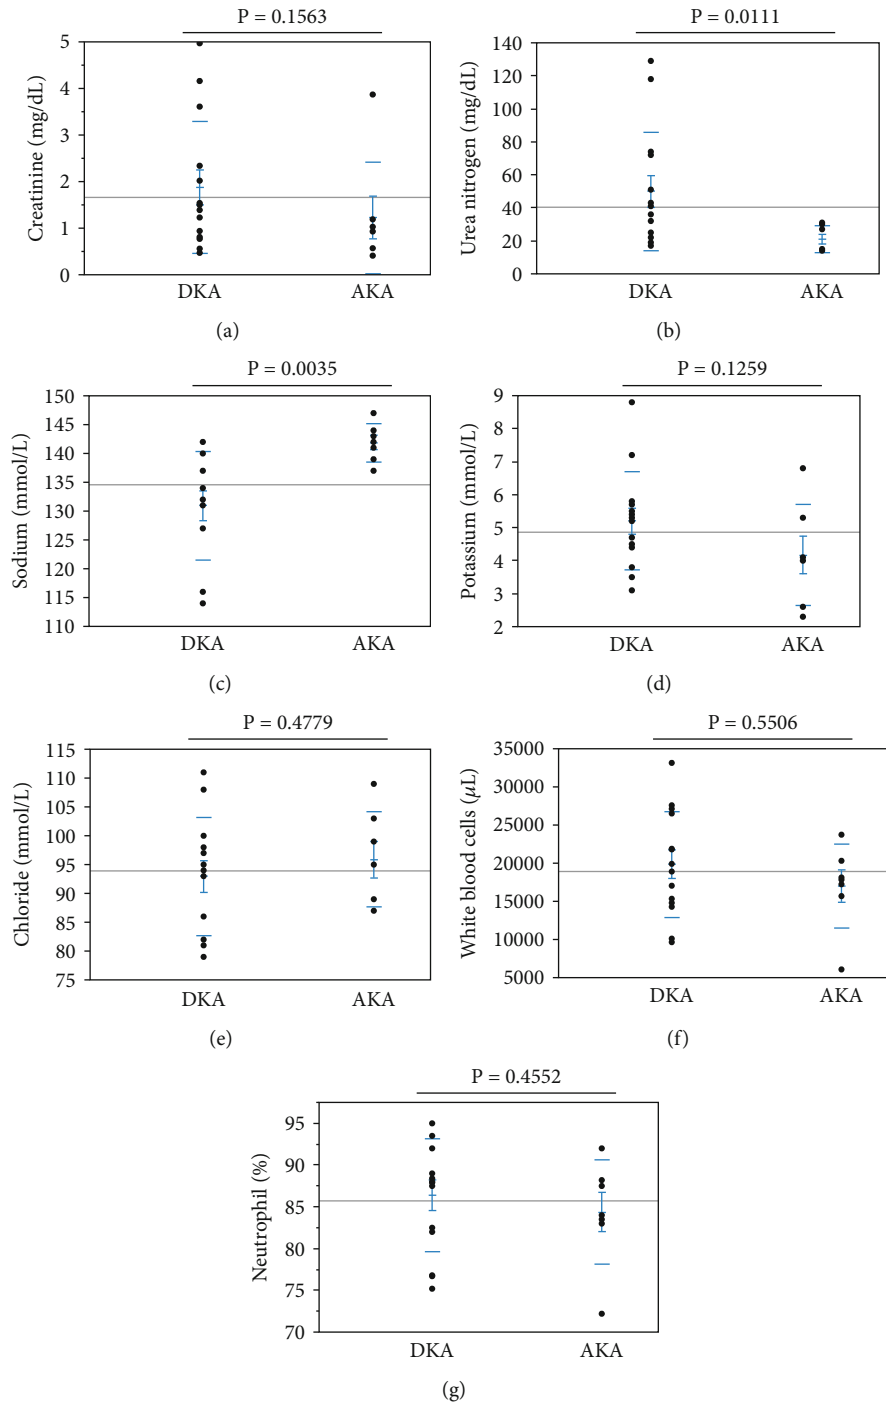 P = 0.1563
Creatinine (mg/dL)
5
4
3
2
1
0
DKA AKA
(a)
P = 0.0111
Urea nitrogen (mg/dL)
140
120
100
80
60
40
20
0
DKA AKA
(b)
P = 0.0035
Sodium (mmol/L)
150
145
140
135
130
125
120
115
110
DKA AKA
(c)
P = 0.1259
Potassium (mmol/L)
9
8
7
6
5
4
3
2
DKA AKA
(d)
P = 0.4779
Chloride (mmol/L)
115
110
105
100
95
90
85
80
75
DKA AKA
(e)
P = 0.5506
White blood cells (μL)
35000
30000
25000
20000
15000
10000
5000
DKA AKA
(f)
P = 0.4552
Neutrophil (%)
95
90
85
80
75
70
DKA AKA
(g)